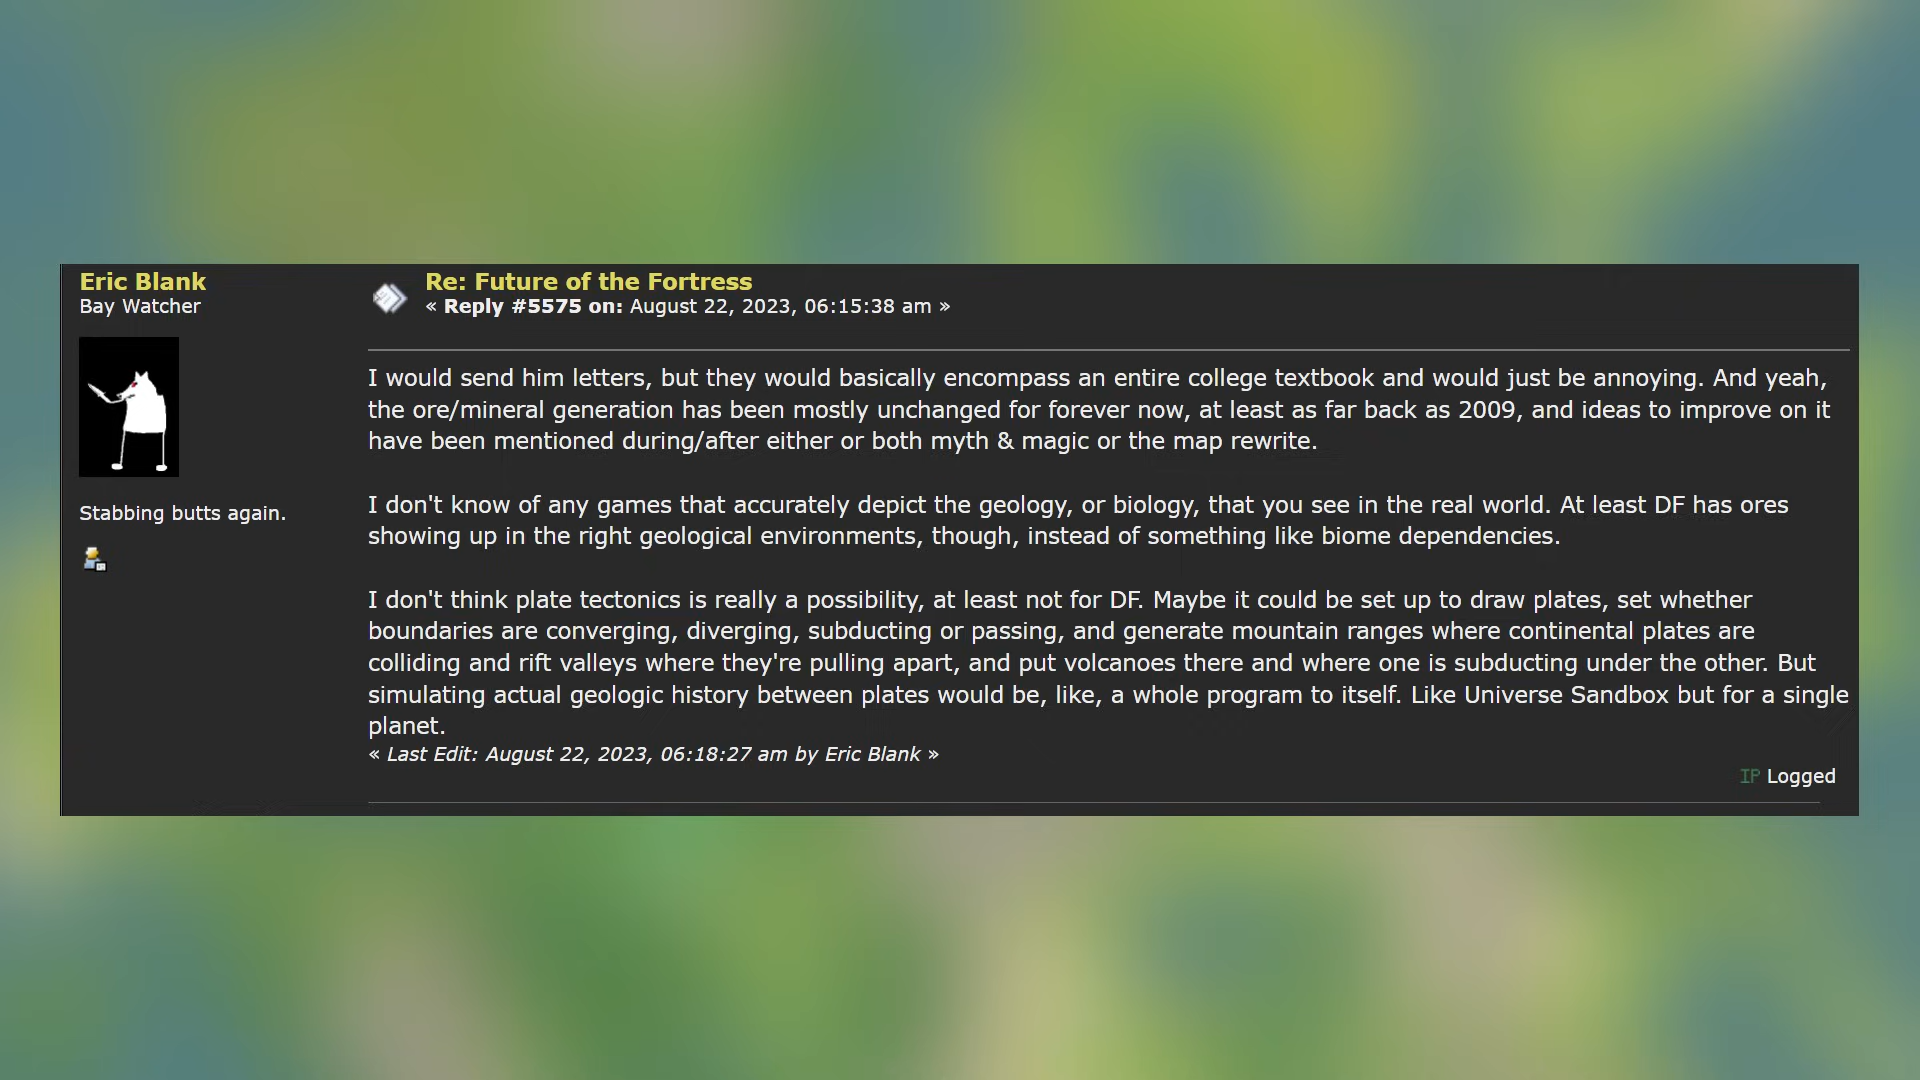 Eric Blank
Bay Watcher
Stabbing butts again.
Re: Future of the Fortress
« Reply #5575 on: August 22, 2023, 06:15:38 am »
I would send him letters, but they would basically encompass an entire college textbook and would just be annoying. And yeah,
the ore/mineral generation has been mostly unchanged for forever now, at least as far back as 2009, and ideas to improve on it
have been mentioned during/after either or both myth & magic or the map rewrite.
I don't know of any games that accurately depict the geology, or biology, that you see in the real world. At least DF has ores
showing up in the right geological environments, though, instead of something like biome dependencies.
I don't think plate tectonics is really a possibility, at least not for DF. Maybe it could be set up to draw plates, set whether
boundaries are converging, diverging, subducting or passing, and generate mountain ranges where continental plates are
colliding and rift valleys where they're pulling apart, and put volcanoes there and where one is subducting under the other. But
simulating actual geologic history between plates would be, like, a whole program to itself. Like Universe Sandbox but for a single
planet.
« Last Edit: August 22, 2023, 06:18:27 am by Eric Blank »
IP Logged